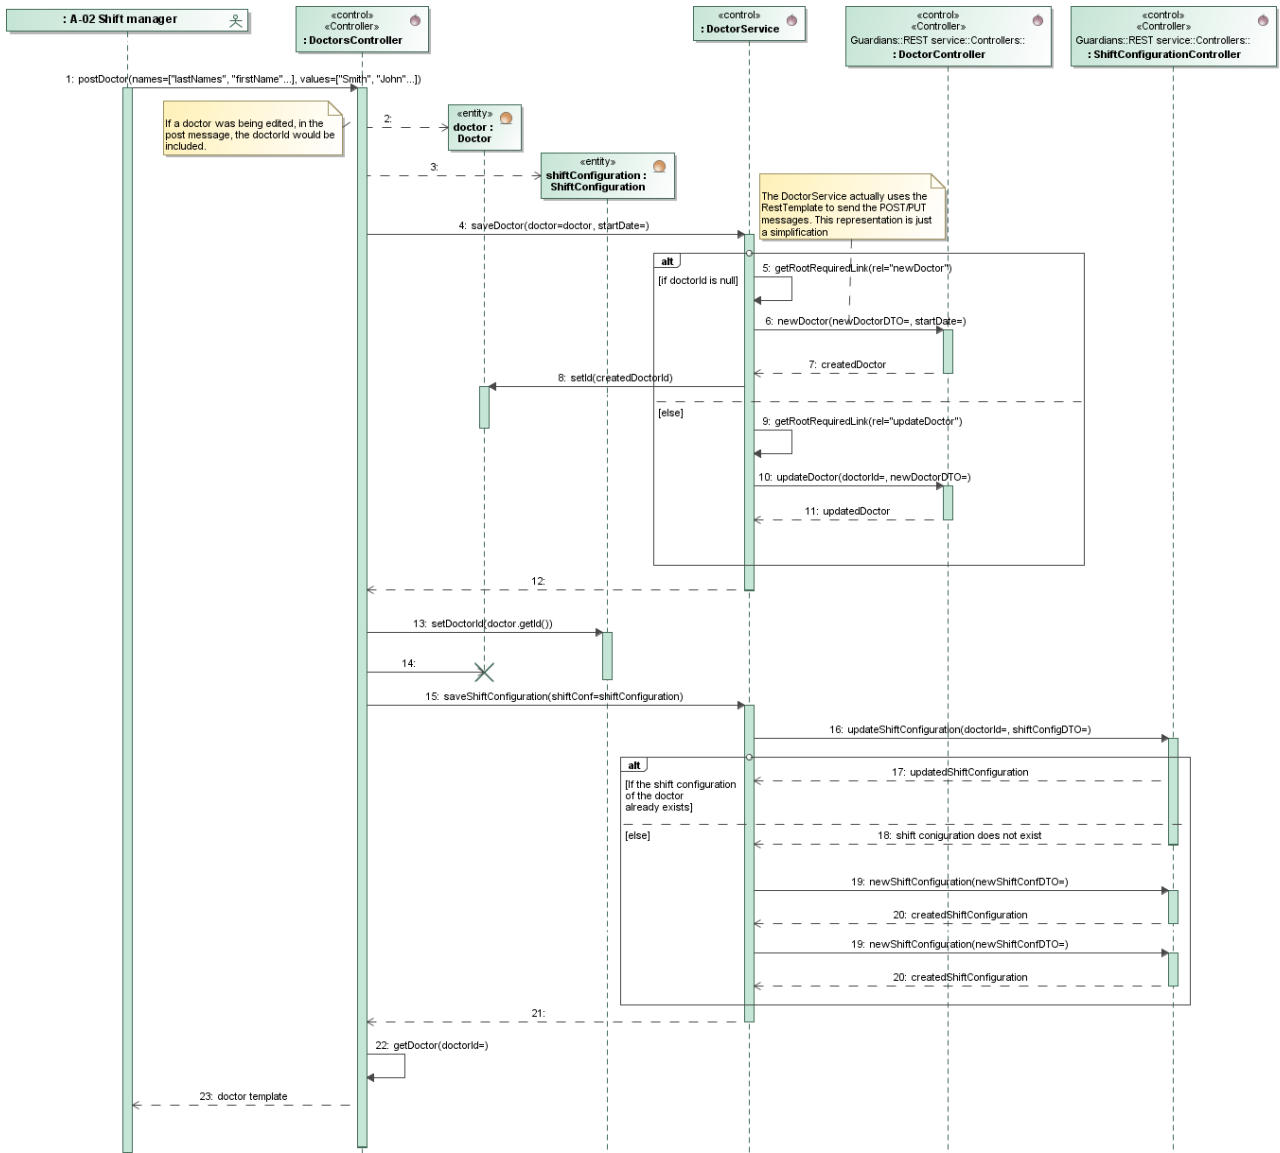 : A-02 Shift manager
«control»
«Controller»
: DoctorsController
«control»
: DoctorService
«control»
«Controller»
Guardians::REST service::Controllers::
: DoctorController
«control»
«Controller»
Guardians::REST service::Controllers::
: ShiftConfigurationController
1: postDoctor(names=["lastNames", "firstName"...], values=["Smith", "John"...])
If a doctor was being edited, in the
post message, the doctorId would be
included.
2:
«entity»
doctor :
Doctor
3:
«entity»
shiftConfiguration :
ShiftConfiguration
The DoctorService actually uses the
RestTemplate to send the POST/PUT
messages. This representation is just
a simplification
4: saveDoctor(doctor=doctor, startDate=)
alt
[if doctorId is null]
5: getRootRequiredLink(rel="newDoctor")
6: newDoctor(newDoctorDTO=, startDate=)
7: createdDoctor
8: setId(createdDoctorId)
[else]
9: getRootRequiredLink(rel="updateDoctor")
10: updateDoctor(doctorId=, newDoctorDTO=)
11: updatedDoctor
12:
13: setDoctorId(doctor.getId())
14:
15: saveShiftConfiguration(shiftConf=shiftConfiguration)
16: updateShiftConfiguration(doctorId=, shiftConfigDTO=)
alt
[If the shift configuration
of the doctor
already exists]
17: updatedShiftConfiguration
[else]
18: shift coniguration does not exist
19: newShiftConfiguration(newShiftConfDTO=)
20: createdShiftConfiguration
19: newShiftConfiguration(newShiftConfDTO=)
20: createdShiftConfiguration
21:
22: getDoctor(doctorId=)
23: doctor template